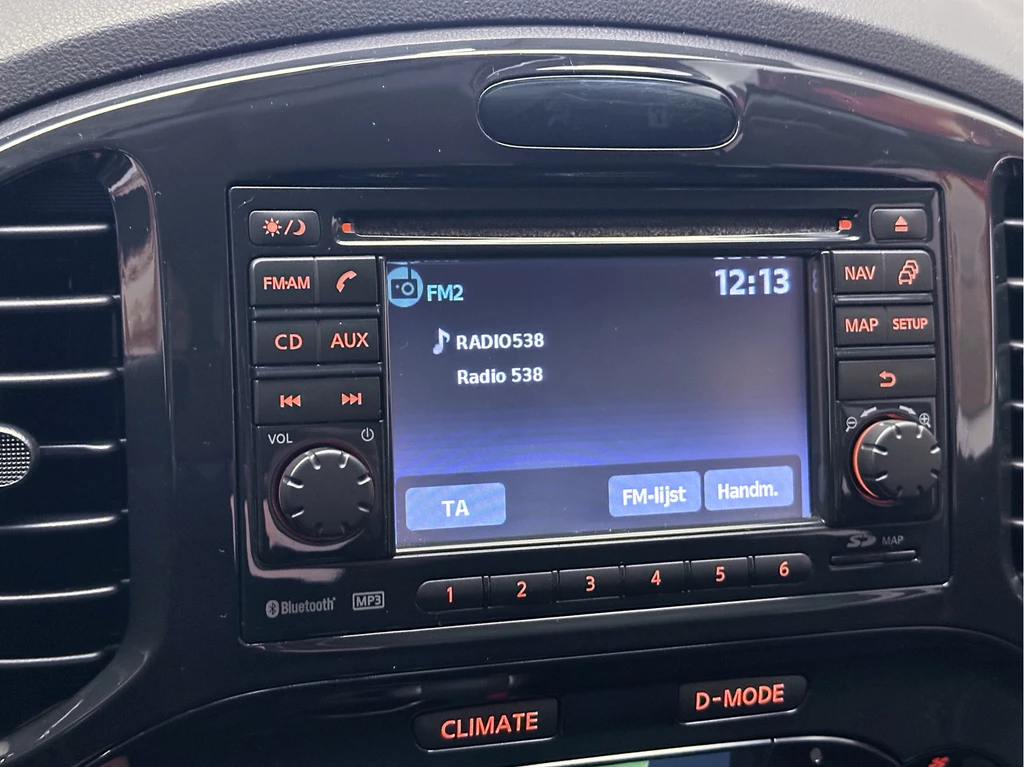 FM•AM
CD AUX
VOL
FM2
12:13
RADIO538
Radio 538
TA FM-lijst Handm.
NAV
MAP SETUP
SD MAP
Bluetooth MP3
1 2 3 4 5 6
CLIMATE D-MODE